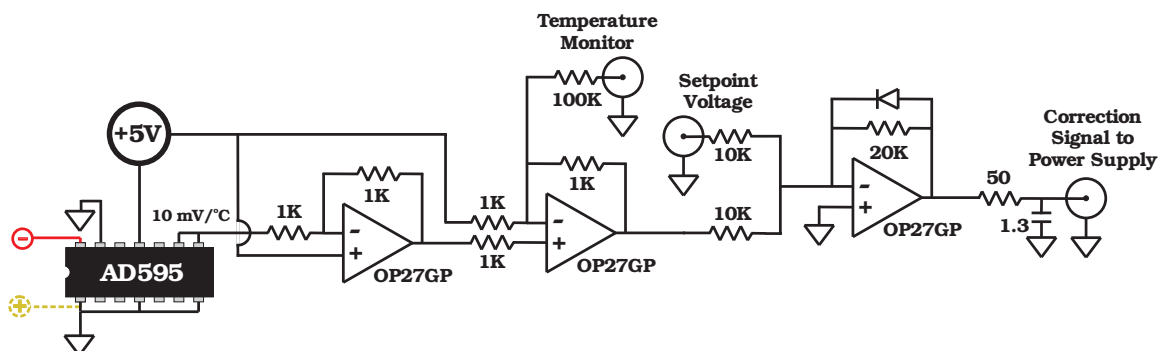 Temperature
Monitor
100K
Setpoint
Voltage
10K
20K
Correction
Signal to
Power Supply
+5V
1K
1K
50
10 mV/°C
1K
1K
-
+
-
+
1K
10K
-
+
1.3
OP27GP
OP27GP
OP27GP
-
AD595
+